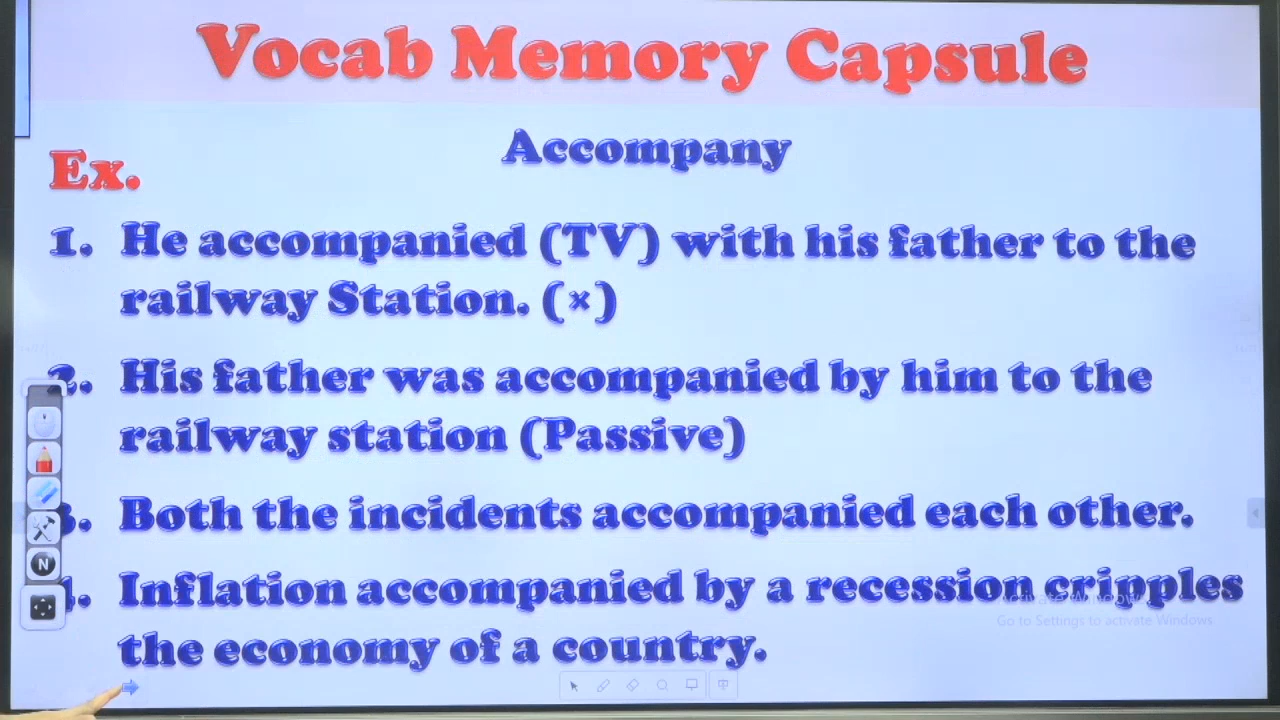 Vocab Memory Capsule
Accompany
Ex.
1. He accompanied (TV) with his father to the
railway Station. (×)
2. His father was accompanied by him to the
railway station (Passive)
3. Both the incidents accompanied each other.
4. Inflation accompanied by a recession cripples
the economy of a country.
N
Activate Windows
Go to Settings to activate Windows.